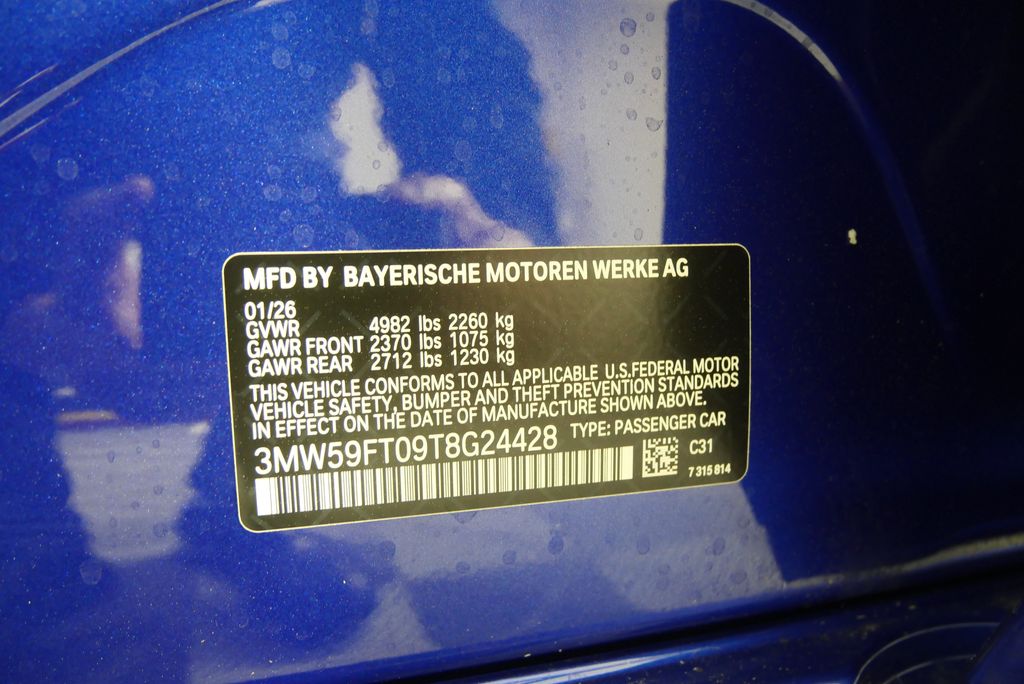 MFD BY BAYERISCHE MOTOREN WERKE AG
01/26
GVWR 4982 lbs 2260 kg
GAWR FRONT 2370 lbs 1075 kg
GAWR REAR 2712 lbs 1230 kg
THIS VEHICLE CONFORMS TO ALL APPLICABLE U.S.FEDERAL MOTOR
VEHICLE SAFETY, BUMPER AND THEFT PREVENTION STANDARDS
IN EFFECT ON THE DATE OF MANUFACTURE SHOWN ABOVE.
3MW59FT09T8G24428 TYPE: PASSENGER CAR
C31
7 315 814